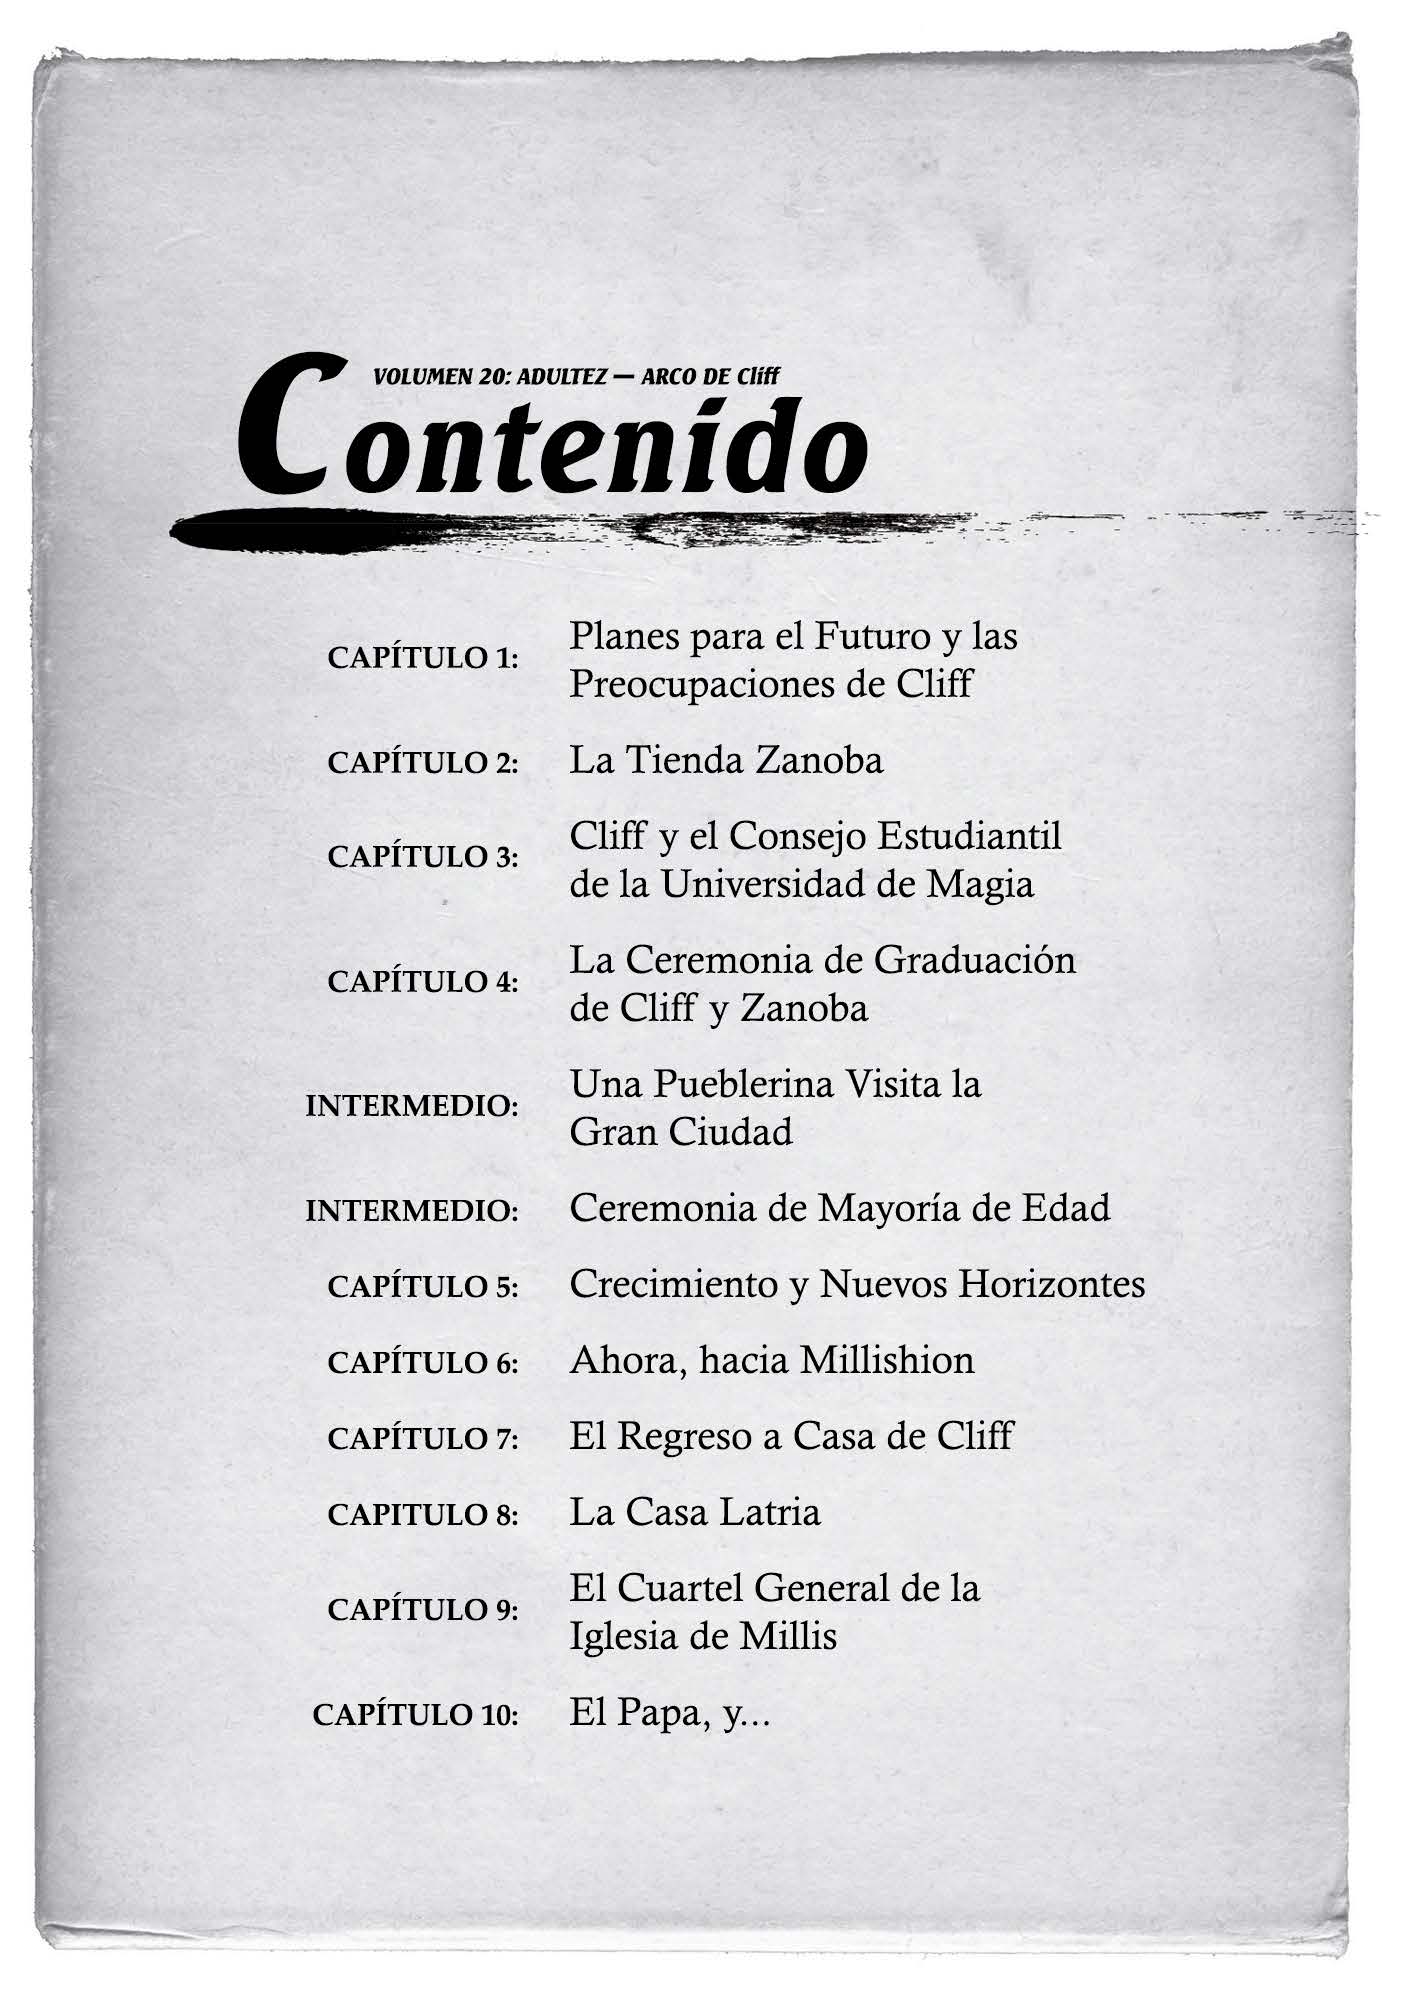 VOLUMEN 20: ADULTEZ — ARCO DE Cliff
Contenido
CAPÍTULO 1: Planes para el Futuro y las
Preocupaciones de Cliff
CAPÍTULO 2: La Tienda Zanoba
CAPÍTULO 3: Cliff y el Consejo Estudiantil
de la Universidad de Magia
CAPÍTULO 4: La Ceremonia de Graduación
de Cliff y Zanoba
INTERMEDIO: Una Pueblerina Visita la
Gran Ciudad
INTERMEDIO: Ceremonia de Mayoría de Edad
CAPÍTULO 5: Crecimiento y Nuevos Horizontes
CAPÍTULO 6: Ahora, hacia Millishion
CAPÍTULO 7: El Regreso a Casa de Cliff
CAPITULO 8: La Casa Latria
CAPÍTULO 9: El Cuartel General de la
Iglesia de Millis
CAPÍTULO 10: El Papa, y...